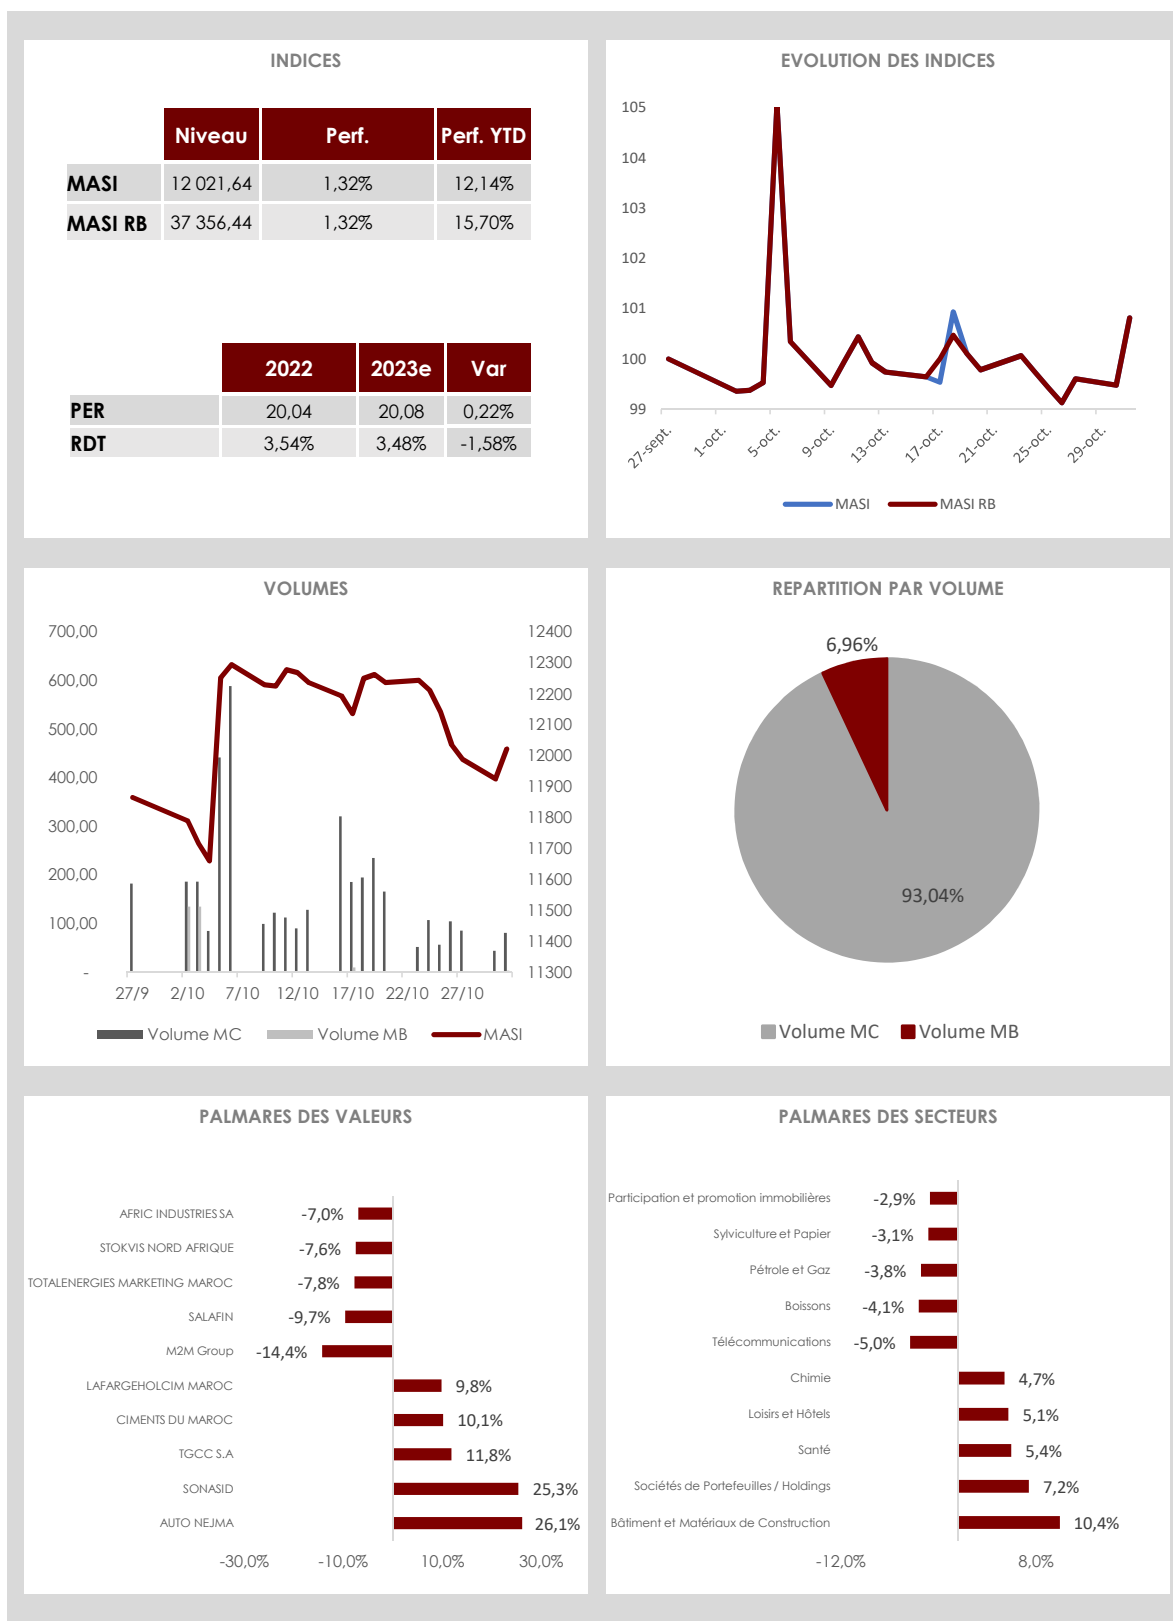 INDICES
Niveau Perf. Perf. YTD
MASI 12 021,64 1,32% 12,14%
MASI RB 37 356,44 1,32% 15,70%
2022 2023e Var
PER 20,04 20,08 0,22%
RDT 3,54% 3,48% -1,58%
EVOLUTION DES INDICES
105
104
103
102
101
100
99
27-sept. 1-oct. 5-oct. 9-oct. 13-oct. 17-oct. 21-oct. 25-oct. 29-oct.
MASI MASI RB
VOLUMES
700,00 12400
600,00 12300
500,00 12200
400,00 12100
300,00 12000
200,00 11900
100,00 11800
- 11700
11600
11500
11400
11300
27/9 2/10 7/10 12/10 17/10 22/10 27/10
Volume MC Volume MB MASI
REPARTITION PAR VOLUME
6,96%
93,04%
Volume MC Volume MB
PALMARES DES VALEURS
AFRIC INDUSTRIES SA -7,0%
STOKVIS NORD AFRIQUE -7,6%
TOTALENERGIES MARKETING MAROC -7,8%
SALAFIN -9,7%
M2M Group -14,4%
LAFARGEHOLCIM MAROC 9,8%
CIMENTS DU MAROC 10,1%
TGCC S.A 11,8%
SONASID 25,3%
AUTO NEJMA 26,1%
-30,0% -10,0% 10,0% 30,0%
PALMARES DES SECTEURS
Participation et promotion immobilières -2,9%
Sylviculture et Papier -3,1%
Pétrole et Gaz -3,8%
Boissons -4,1%
Télécommunications -5,0%
Chimie 4,7%
Loisirs et Hôtels 5,1%
Santé 5,4%
Sociétés de Portefeuilles / Holdings 7,2%
Bâtiment et Matériaux de Construction 10,4%
-12,0% 8,0%